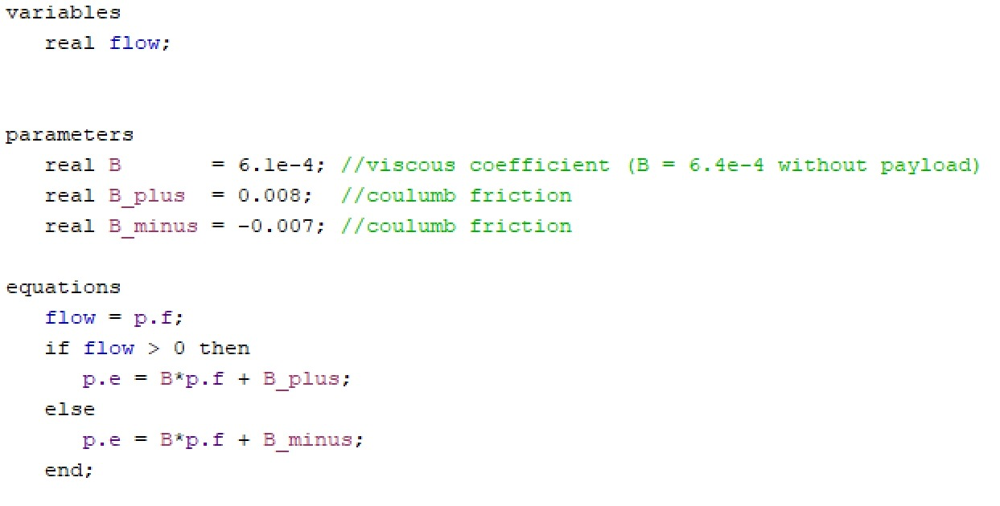 variables
real flow;
parameters
real B = 6.1e-4; //viscous coefficient (B = 6.4e-4 without payload)
real B_plus = 0.008; //coulumb friction
real B_minus = -0.007; //coulumb friction
equations
flow = p.f;
if flow > 0 then
p.e = B*p.f + B_plus;
else
p.e = B*p.f + B_minus;
end;